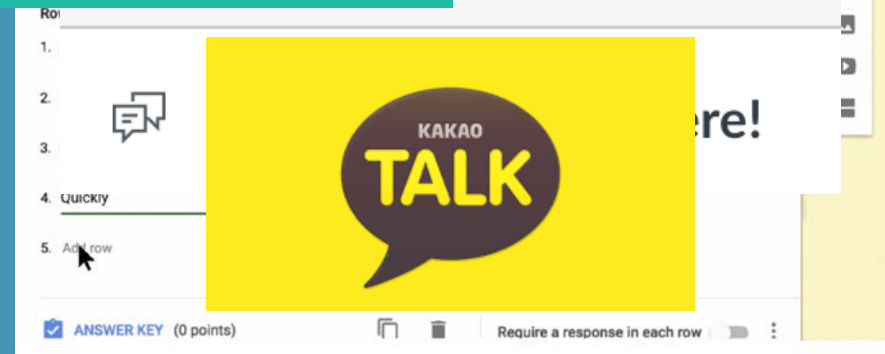 1.
2.
ere!
3.
KAKAO
TALK
4. Quickly
5. Add row
ANSWER KEY (0 points)
Require a response in each row